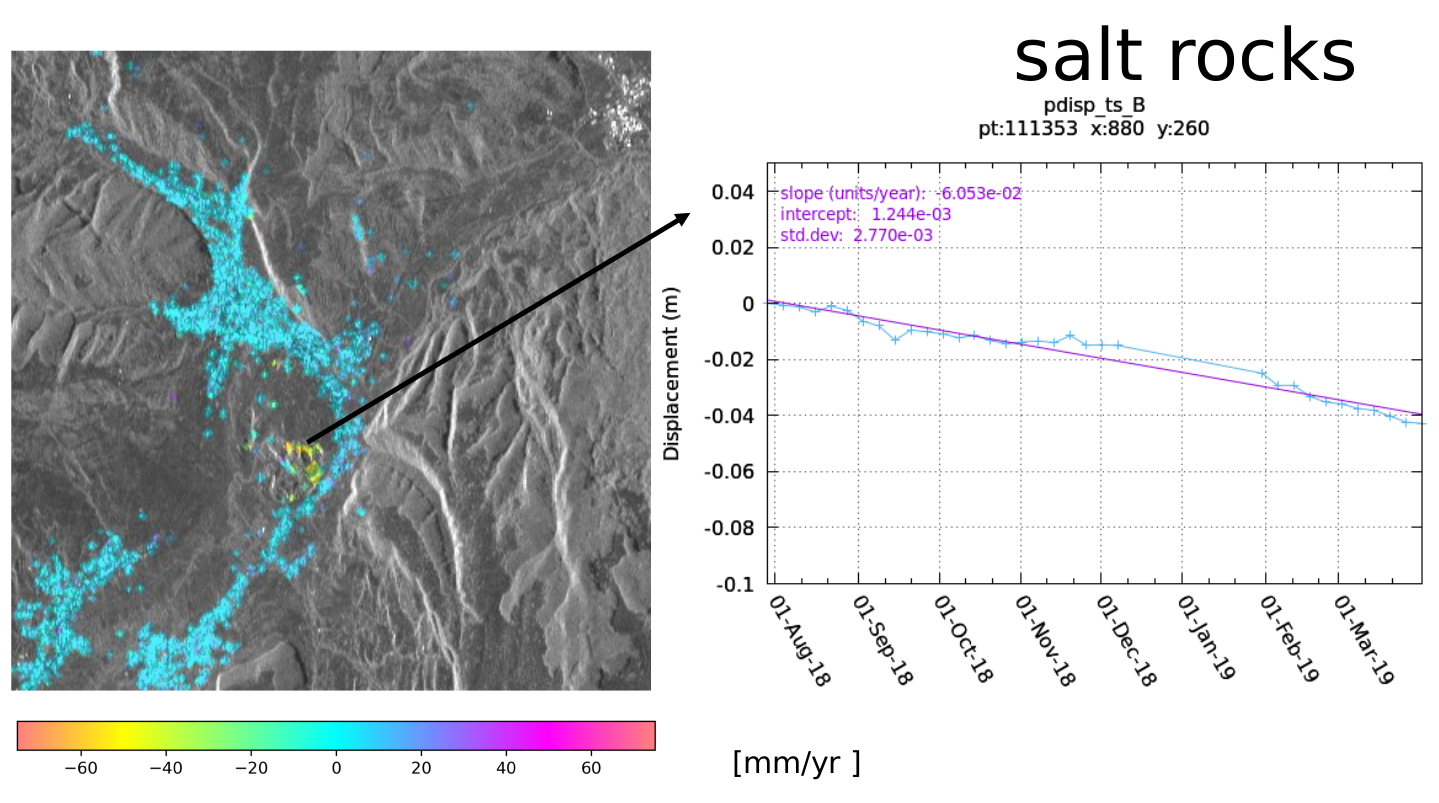 salt rocks
pdisp_ts_B
pt:111353 x:880 y:260
0.04
0.02
0
-0.02
-0.04
-0.06
-0.08
-0.1
Displacement (m)
slope (units/year): -6.053e-02
intercept: 1.244e-03
std.dev: 2.770e-03
01-Aug-18
01-Sep-18
01-Oct-18
01-Nov-18
01-Dec-18
01-Jan-19
01-Feb-19
01-Mar-19
−60 −40 −20 0 20 40 60
[mm/yr ]